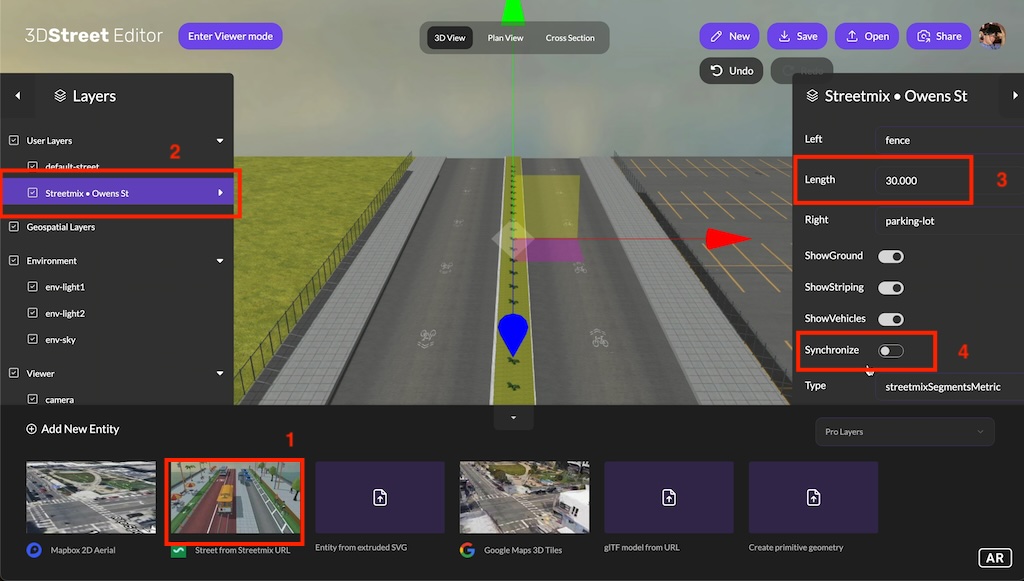 3DStreet Editor
Enter Viewer mode
3D View
Plan View
Cross Section
New
Save
Open
Share
Undo
Layers
User Layers
2
default-street
Streetmix • Owens St
Geospatial Layers
Environment
env-light1
env-light2
env-sky
Viewer
camera
Streetmix • Owens St
Left
fence
Length
30.000
3
Right
parking-lot
ShowGround
ShowStriping
ShowVehicles
Synchronize
4
Type
streetmixSegmentsMetric
Add New Entity
1
Pro Layers
Mapbox 2D Aerial
Street from Streetmix URL
Entity from extruded SVG
Google Maps 3D Tiles
glTF model from URL
Create primitive geometry
AR